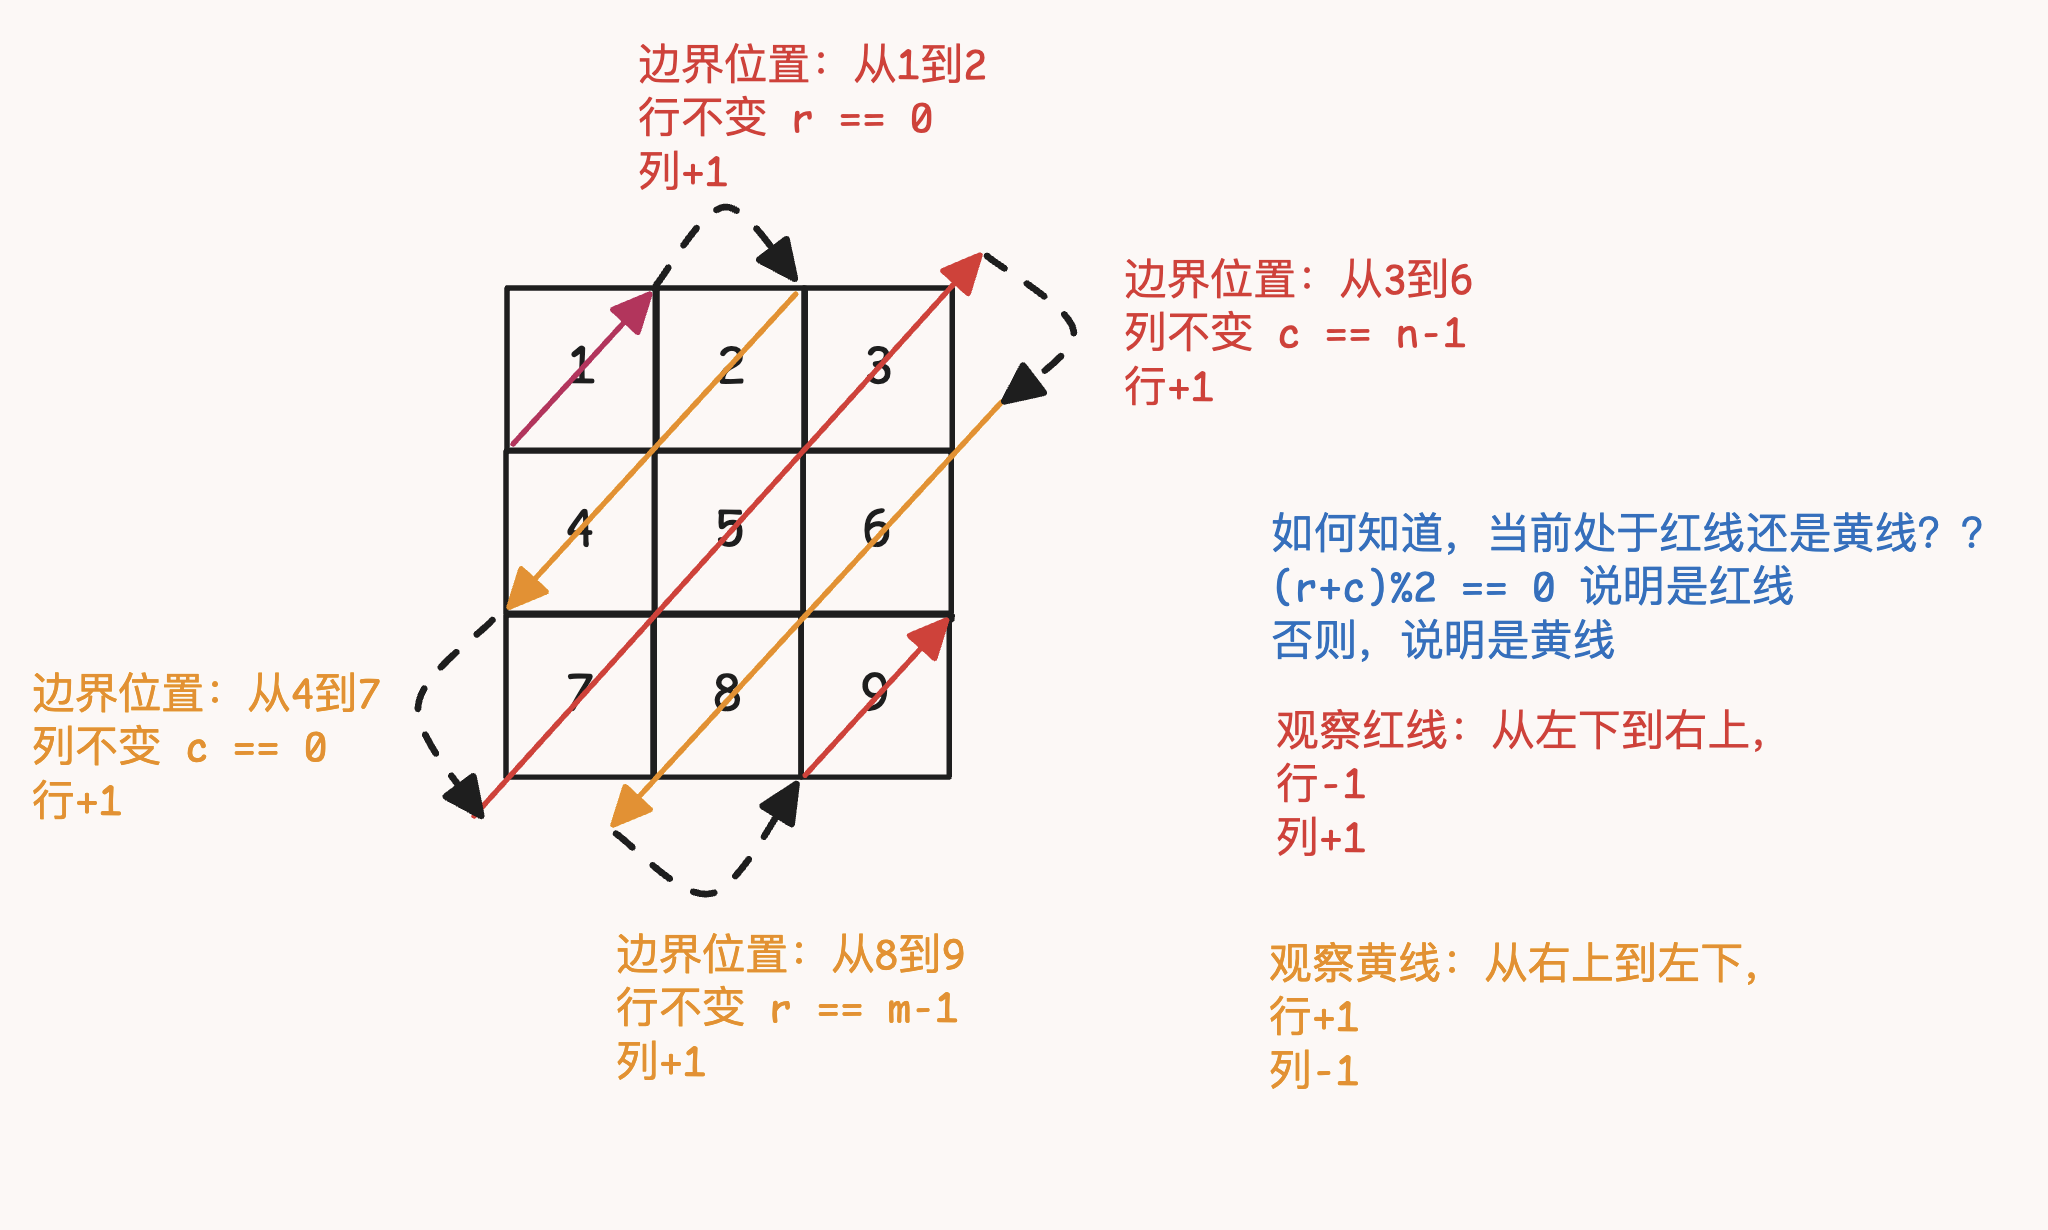 边界位置：从1到2
行不变 r == 0
列+1
边界位置：从3到6
列不变 c == n-1
行+1
1 2 3
4 5 6
7 8 9
如何知道，当前处于红线还是黄线？？
(r+c)%2 == 0 说明是红线
否则，说明是黄线
边界位置：从4到7
列不变 c == 0
行+1
观察红线：从左下到右上，
行-1
列+1
边界位置：从8到9
行不变 r == m-1
列+1
观察黄线：从右上到左下，
行+1
列-1